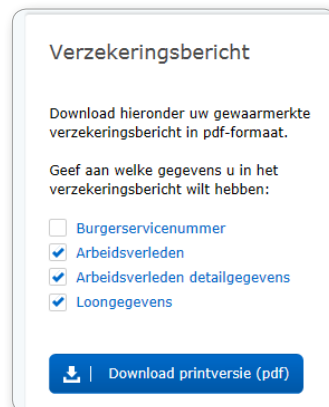 Verzekeringsbericht
Download hieronder uw gewaarmerkte
verzekeringsbericht in pdf-formaat.
Geef aan welke gegevens u in het
verzekeringsbericht wilt hebben:
Burgerservicenummer
Arbeidsverleden
Arbeidsverleden detailgegevens
Loongegevens
Download printversie (pdf)